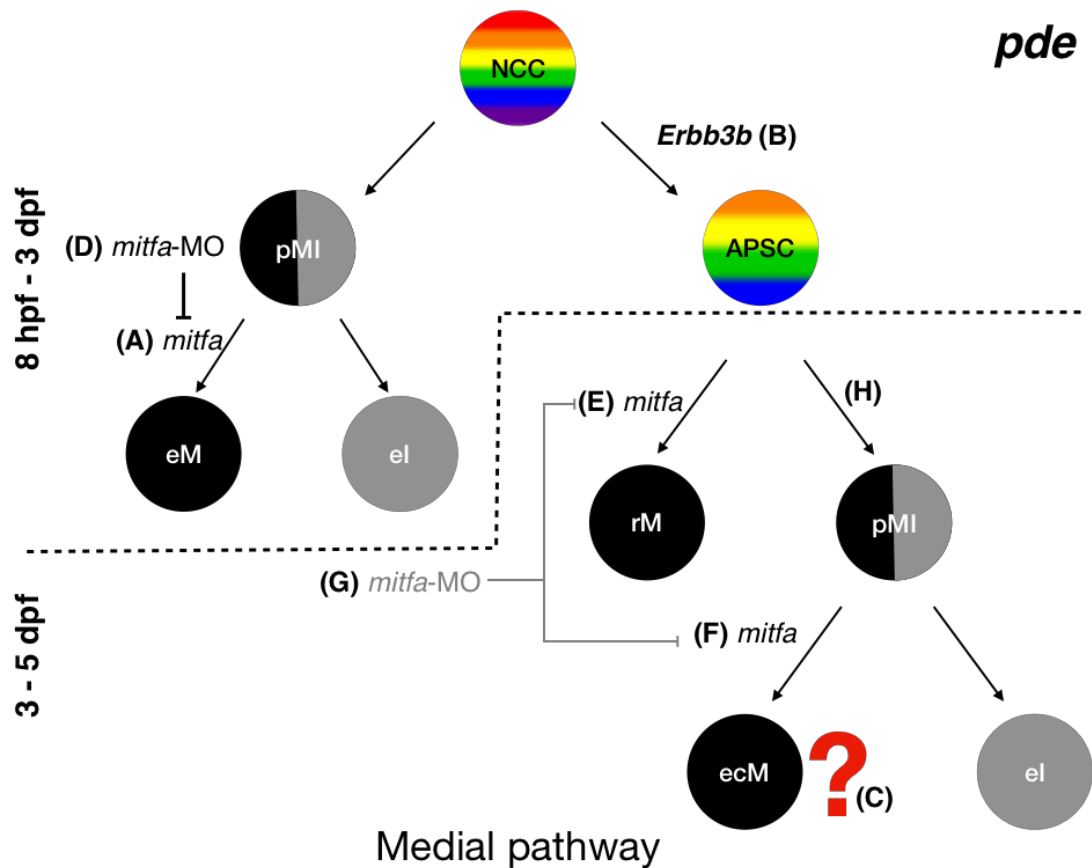 pde
NCC
Erbb3b (B)
8 hpf - 3 dpf
(D) mitfa-MO
pMI
APSC
(A) mitfa
eM
eI
(E) mitfa
(H)
rM
pMI
3 - 5 dpf
(G) mitfa-MO
(F) mitfa
ecM
?
(C)
eI
Medial pathway